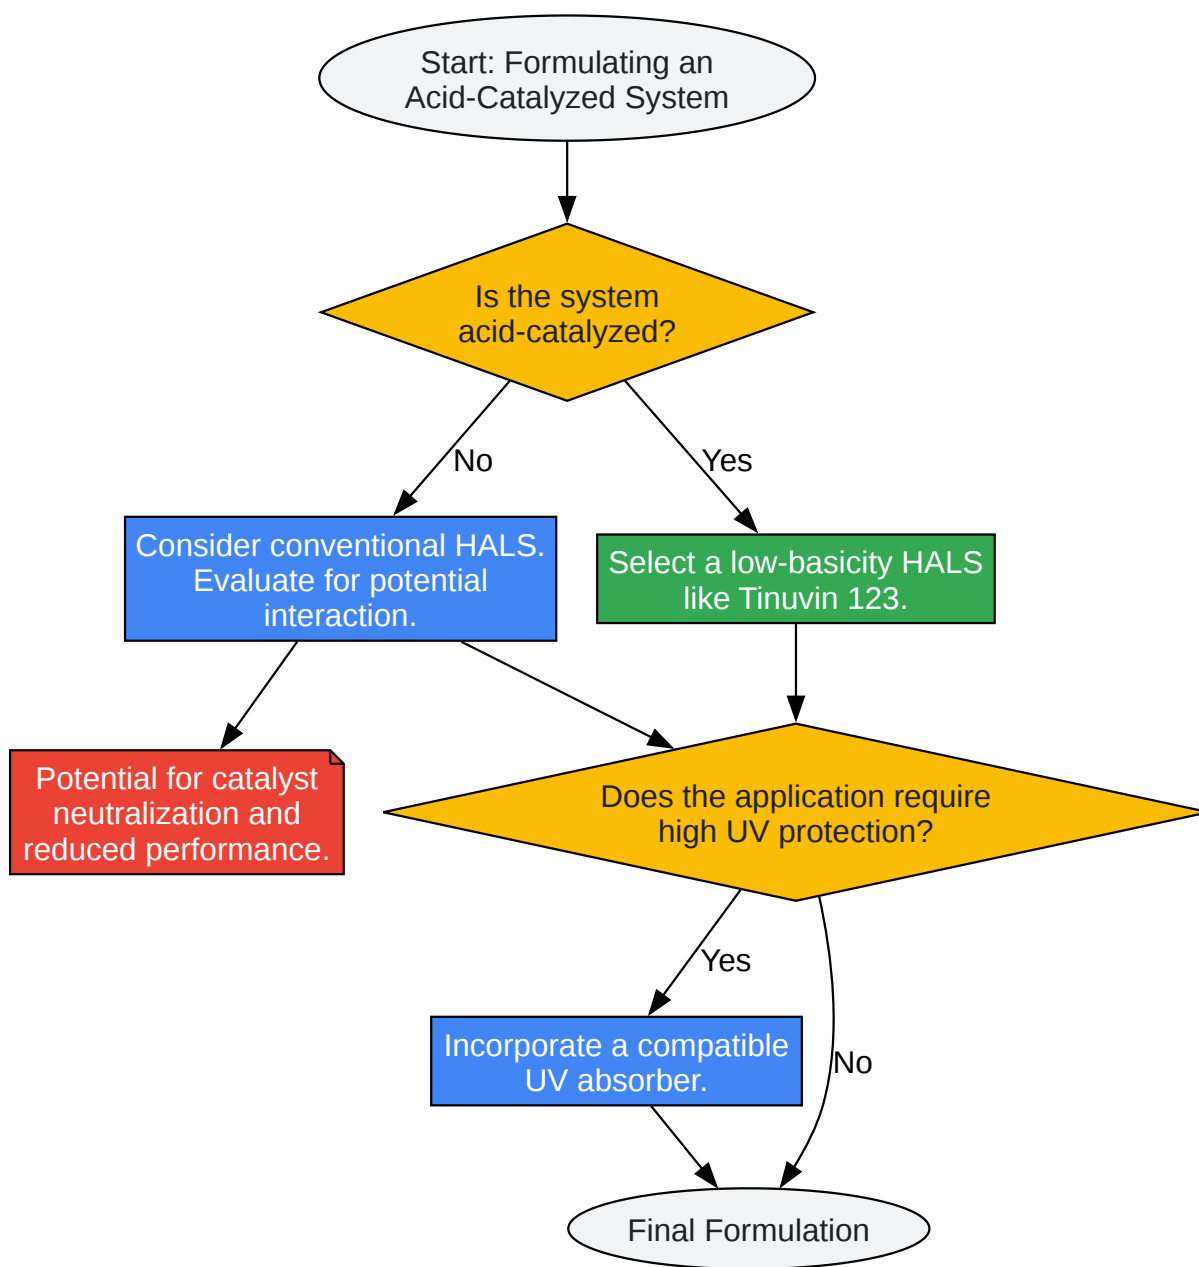 Start: Formulating an
Acid-Catalyzed System
Is the system
acid-catalyzed?
No
Yes
Consider conventional HALS.
Evaluate for potential
interaction.
Select a low-basicity HALS
like Tinuvin 123.
Potential for catalyst
neutralization and
reduced performance.
Does the application require
high UV protection?
Yes
Incorporate a compatible
UV absorber.
No
Final Formulation